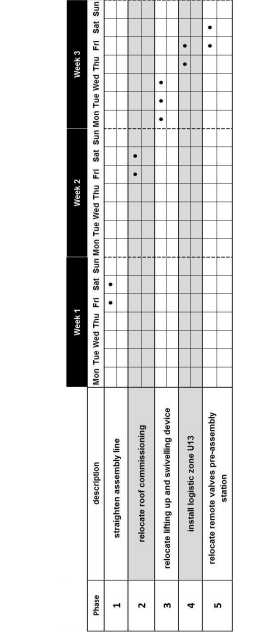 Week 1 Week 2 Week 3
Phase description Mon Tue Wed Thu Fri Sat Sun Mon Tue Wed Thu Fri Sat Sun Mon Tue Wed Thu Fri Sat Sun
1 straighten assembly line
2 relocate roof commissioning
3 relocate lifting up and swivelling device
4 install logistic zone U13
5 relocate remote valves pre-assembly
station